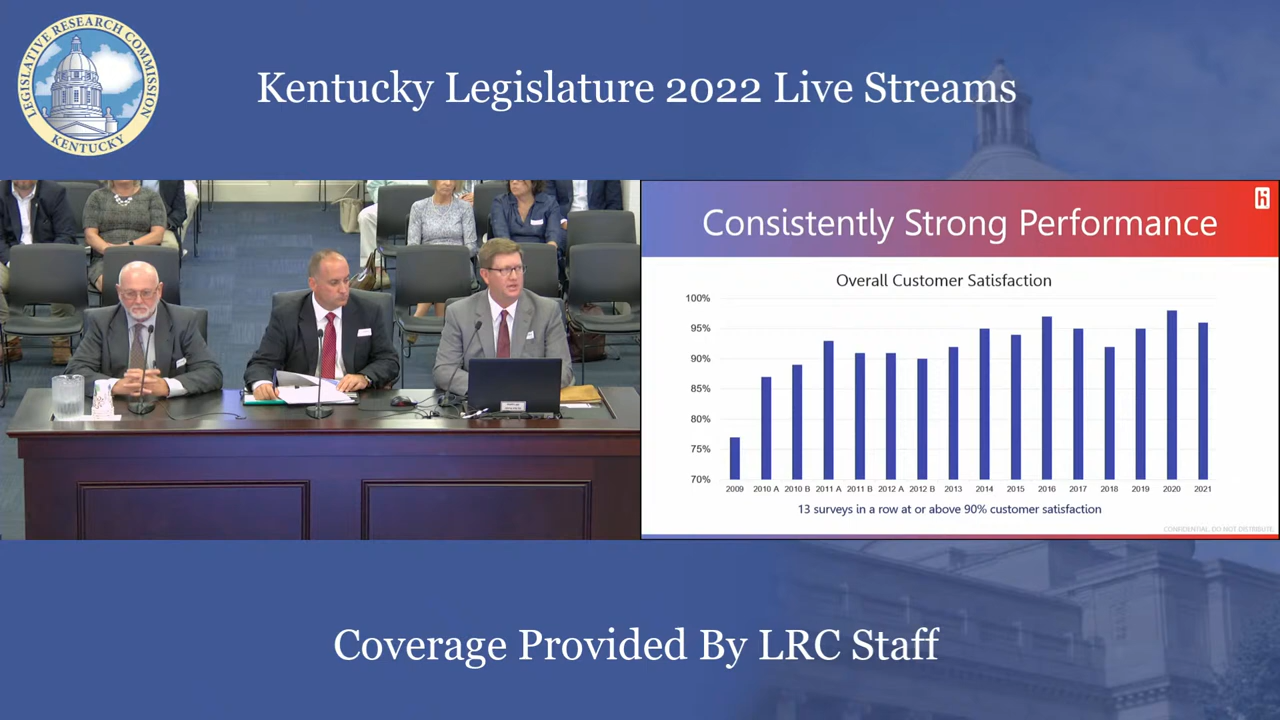 LEGISLATIVE RESEARCH COMMISSION
KENTUCKY
Kentucky Legislature 2022 Live Streams
Consistently Strong Performance
Overall Customer Satisfaction
100%
95%
90%
85%
80%
75%
70%
2009 2010 A 2010 B 2011 A 2011 B 2012 A 2012 B 2013 2014 2015 2016 2017 2018 2019 2020 2021
13 surveys in a row at or above 90% customer satisfaction
CONFIDENTIAL. DO NOT DISTRIBUTE.
Coverage Provided By LRC Staff